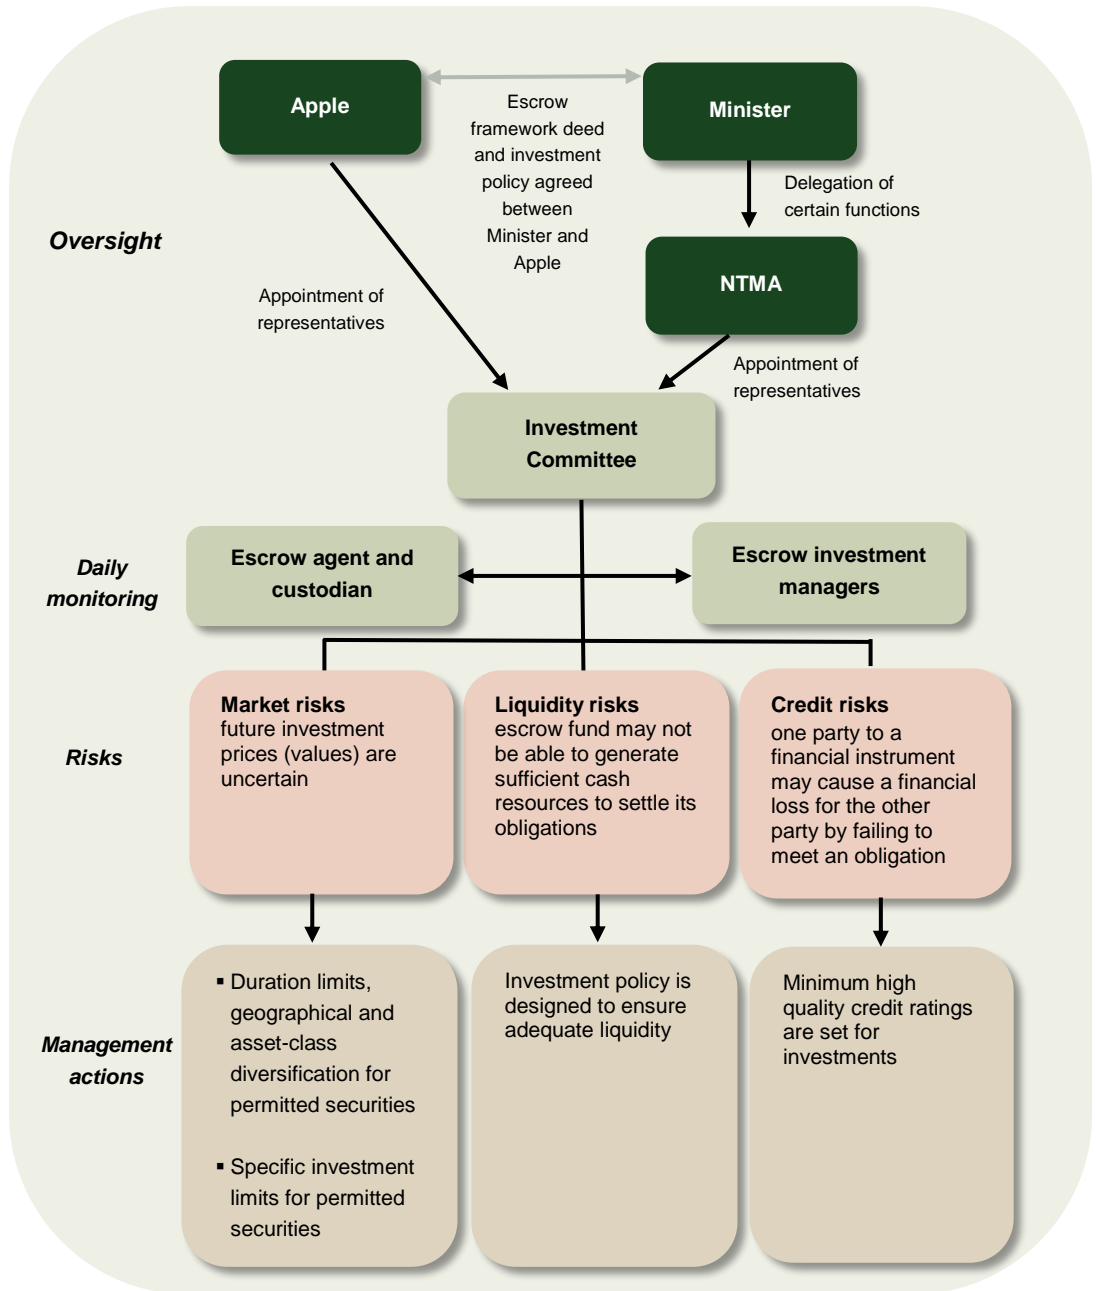 Apple
Escrow
framework deed
and investment
policy agreed
between
Minister and
Apple
Minister
Delegation of
certain functions
Oversight
NTMA
Appointment of
representatives
Appointment of
representatives
Investment
Committee
Daily
monitoring
Escrow agent and
custodian
Escrow investment
managers
Risks
Market risks
future investment
prices (values) are
uncertain
Liquidity risks
escrow fund may not
be able to generate
sufficient cash
resources to settle its
obligations
Credit risks
one party to a
financial instrument
may cause a financial
loss for the other
party by failing to
meet an obligation
Management
actions
▪ Duration limits,
geographical and
asset-class
diversification for
permitted securities
▪ Specific investment
limits for permitted
securities
Investment policy is
designed to ensure
adequate liquidity
Minimum high
quality credit ratings
are set for
investments